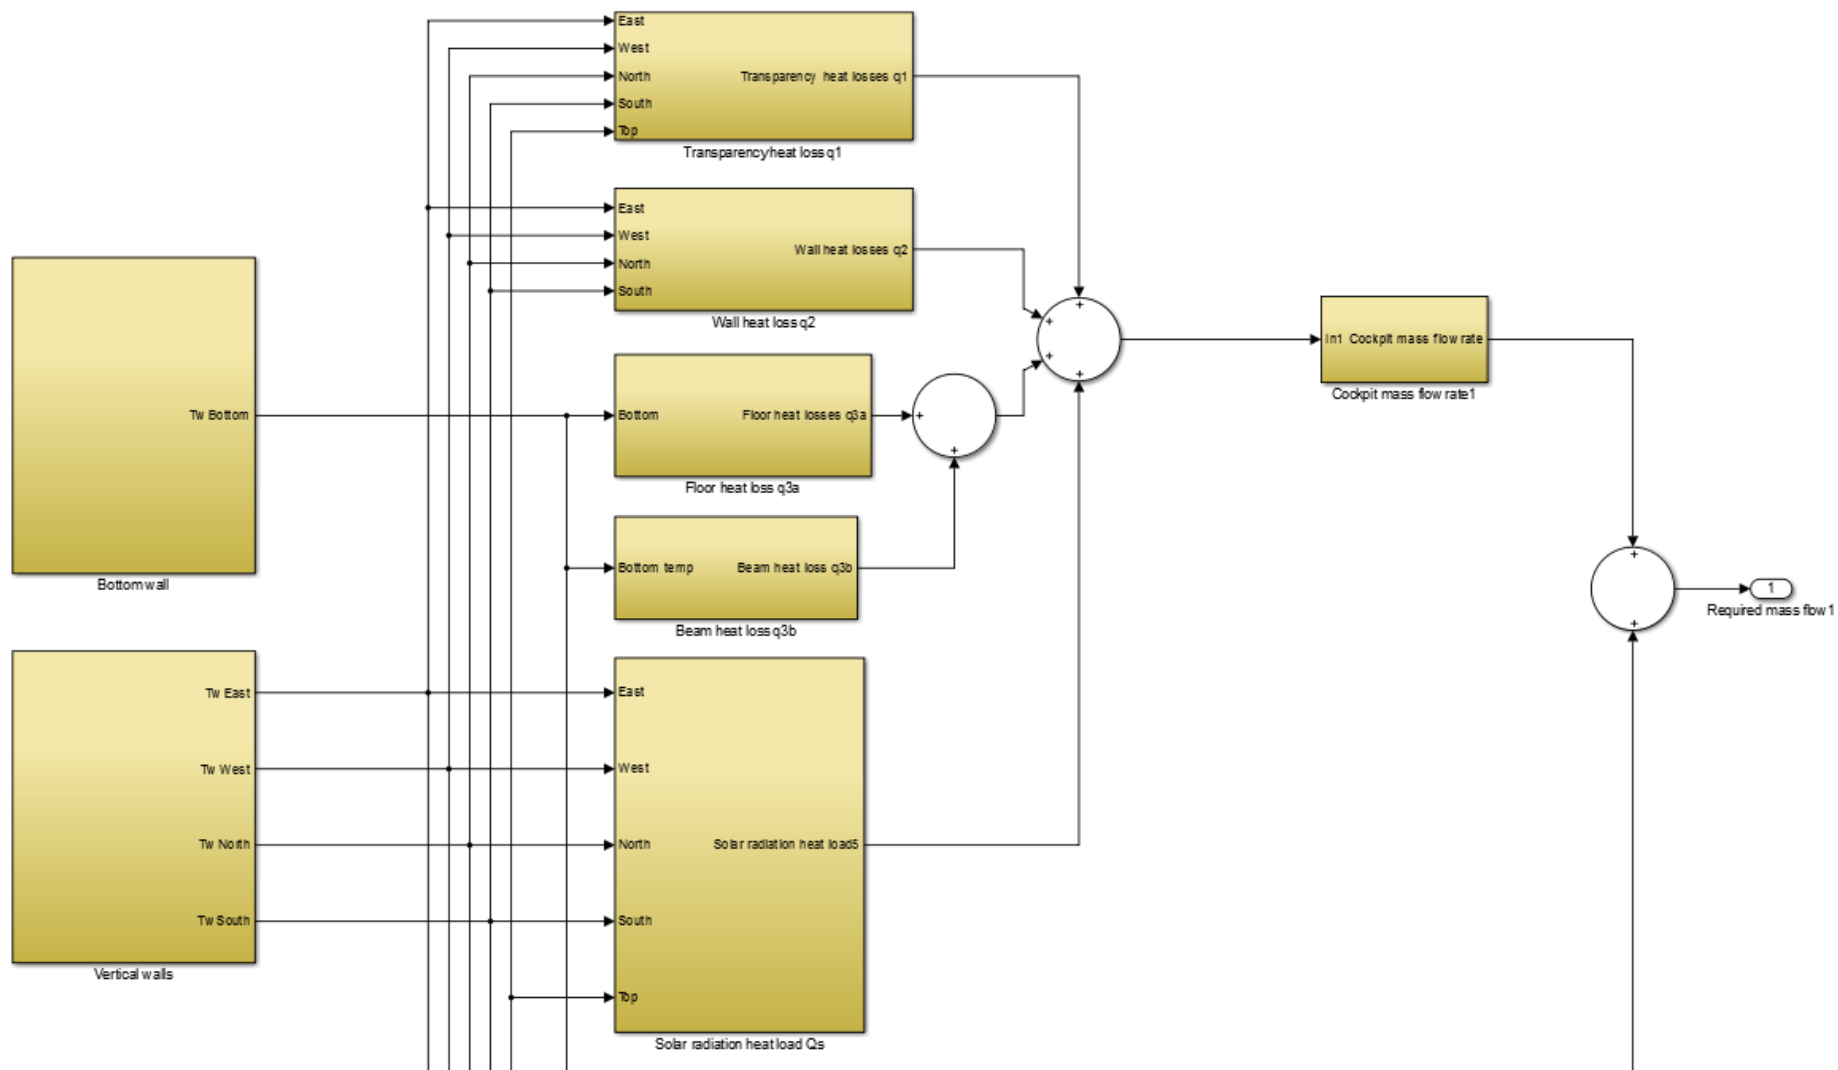 East
West
North
South
Top
Transparency heat losses q1
Transparency heat loss q1
East
West
North
South
Wall heat losses q2
Wall heat loss q2
Tw Bottom
Bottom wall
Bottom
Floor heat losses q3a
Floor heat loss q3a
Bottom temp
Beam heat loss q3b
Beam heat loss q3b
+
+
+
+
+
+
In1 Cockpit mass flow rate
Cockpit mass flow rate1
+
+
1
Required mass flow1
Tw East
Tw West
Tw North
Tw South
Vertical walls
East
West
North
South
Top
Solar radiation heat load5
Solar radiation heat load Qs